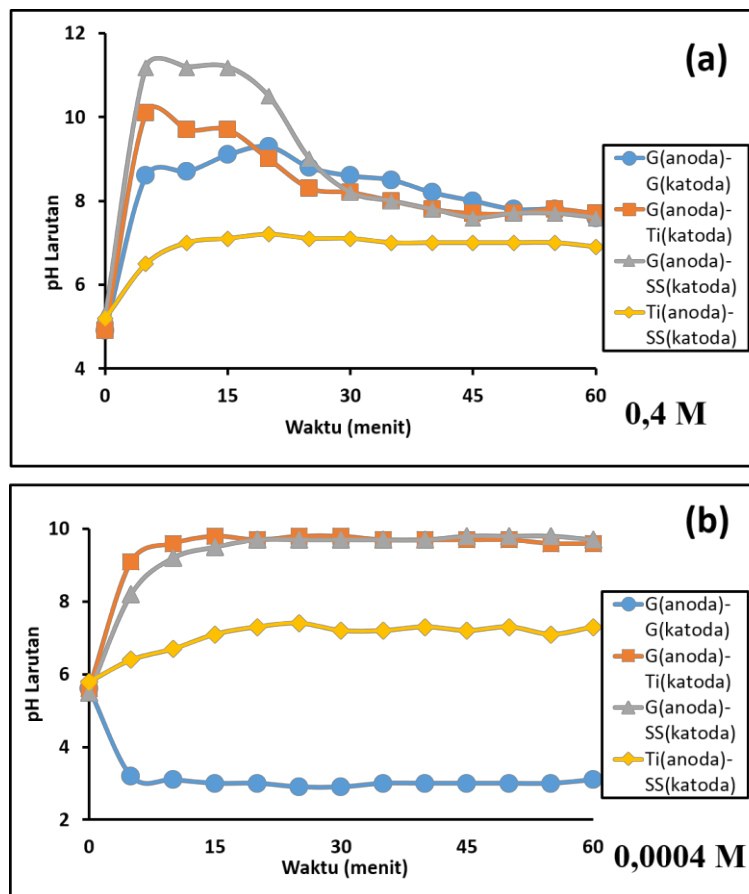 (a)
12
10
8
6
4
pH Larutan
0
15
30
45
60
Waktu (menit)
G(anoda)-
G(katoda)
G(anoda)-
Ti(katoda)
G(anoda)-
SS(katoda)
Ti(anoda)-
SS(katoda)
0,4 M
(b)
10
8
6
4
2
pH Larutan
0
15
30
45
60
Waktu (menit)
G(anoda)-
G(katoda)
G(anoda)-
Ti(katoda)
G(anoda)-
SS(katoda)
Ti(anoda)-
SS(katoda)
0,0004 M